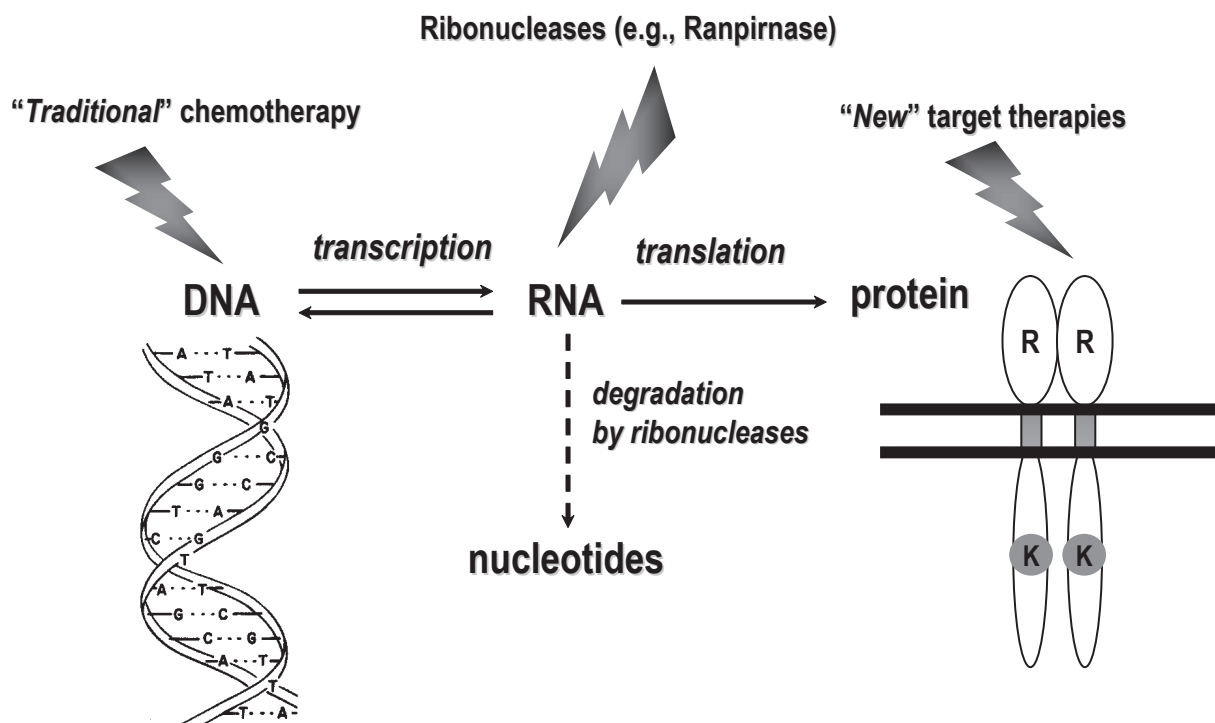 Ribonucleases (e.g., Ranpirnase)
“Traditional” chemotherapy
“New” target therapies
transcription
translation
DNA
RNA
protein
R R
degradation
by ribonucleases
nucleotides
K K
A T
T A
A T
G
G C
G C
T A
C G
T
A T
G C
C G
A T
T
T A